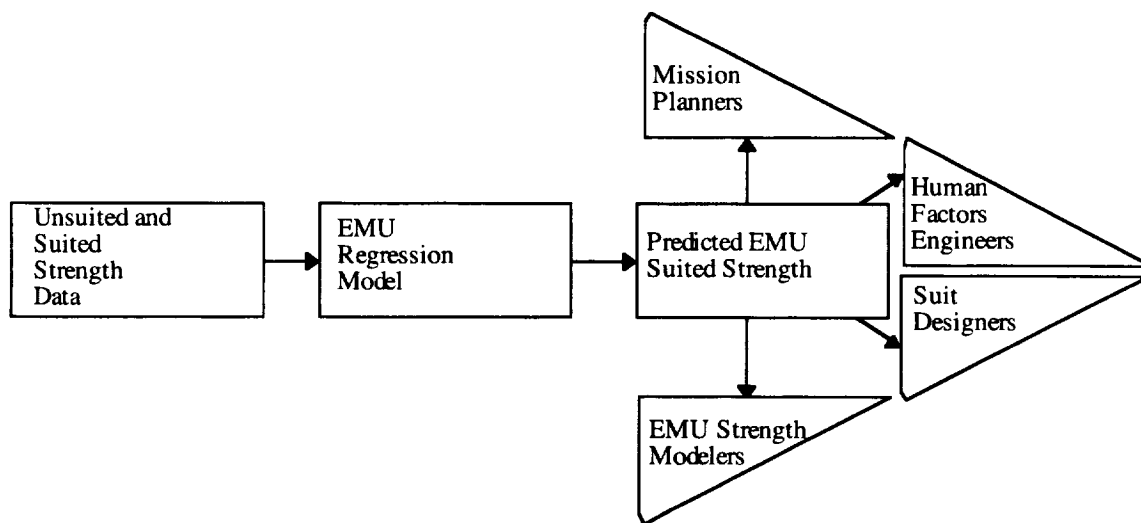 Unsuited and
Suited
Strength
Data
EMU
Regression
Model
Predicted EMU
Suited Strength
Mission
Planners
Human
Factors
Engineers
Suit
Designers
EMU Strength
Modelers